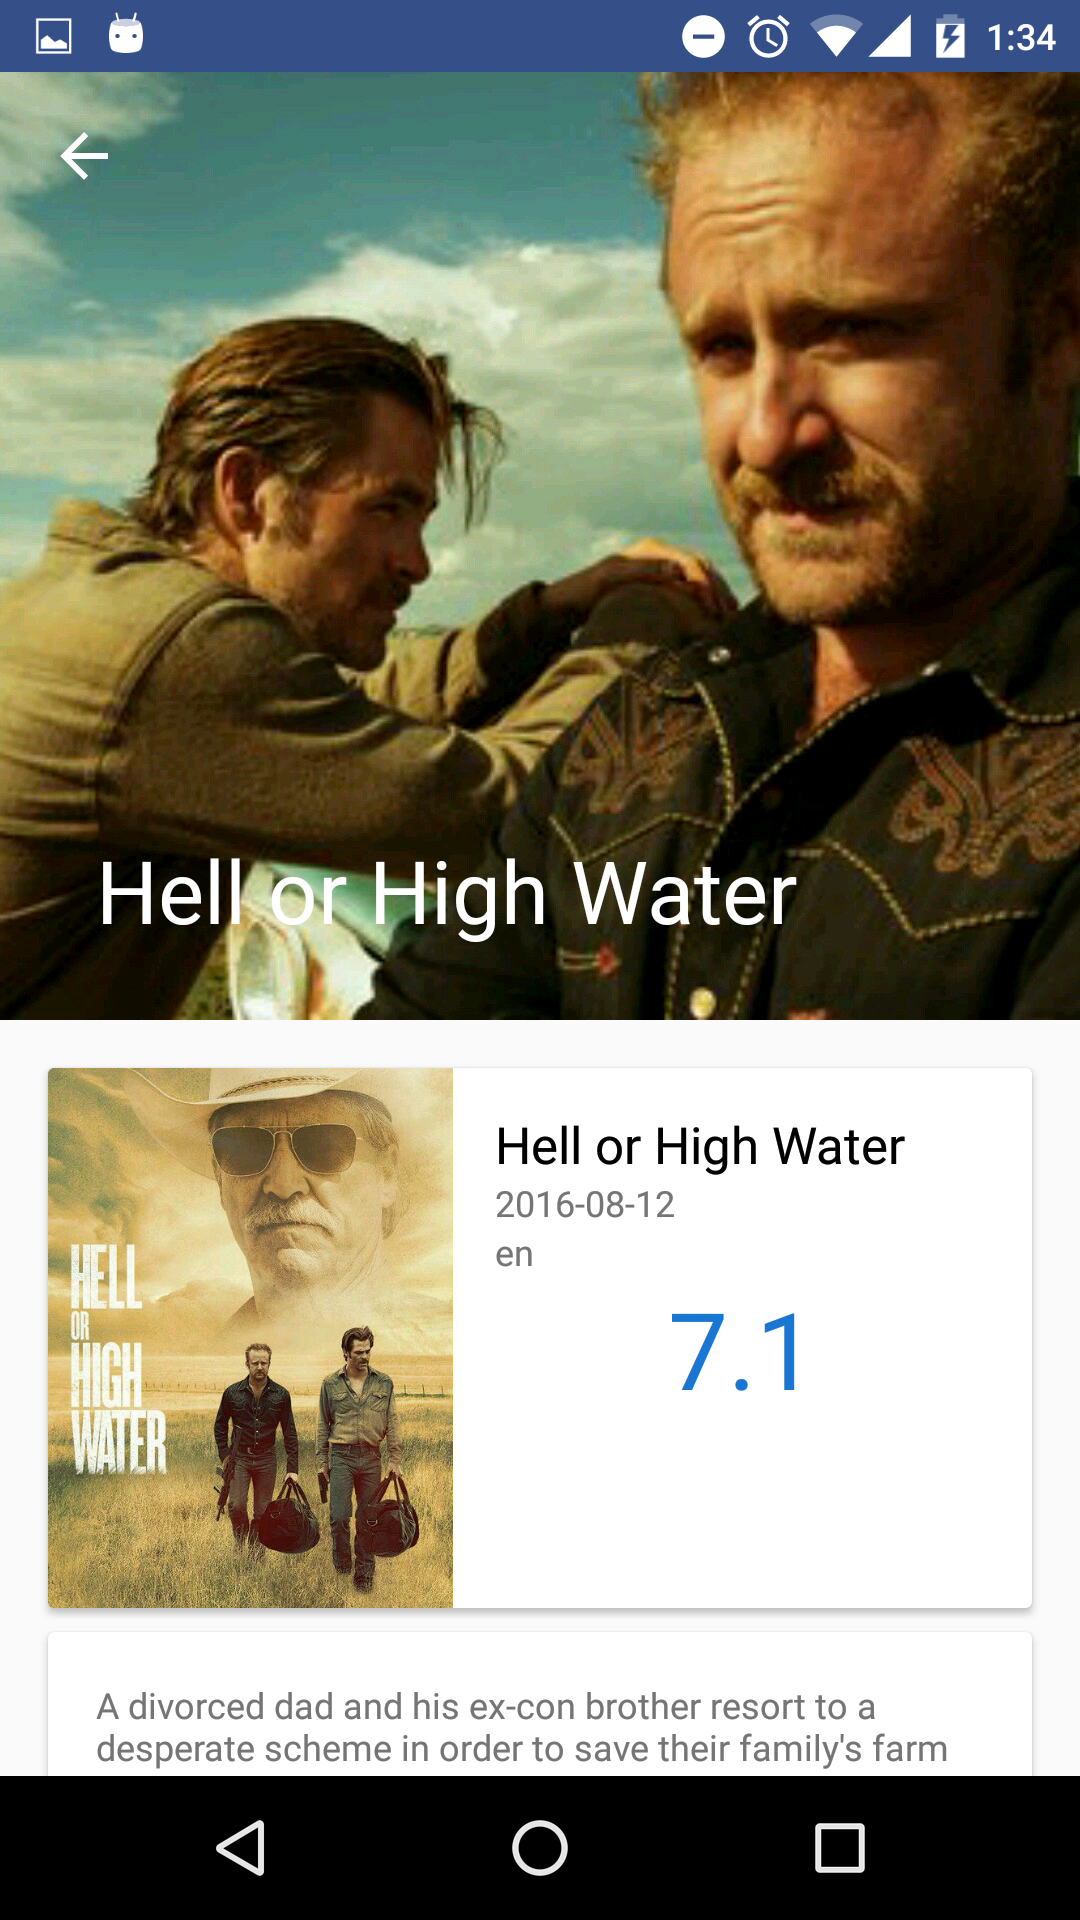 1:34
Hell or High Water
HELL
OR
HIGH
WATER
Hell or High Water
2016-08-12
en
7.1
A divorced dad and his ex-con brother resort to a
desperate scheme in order to save their family's farm